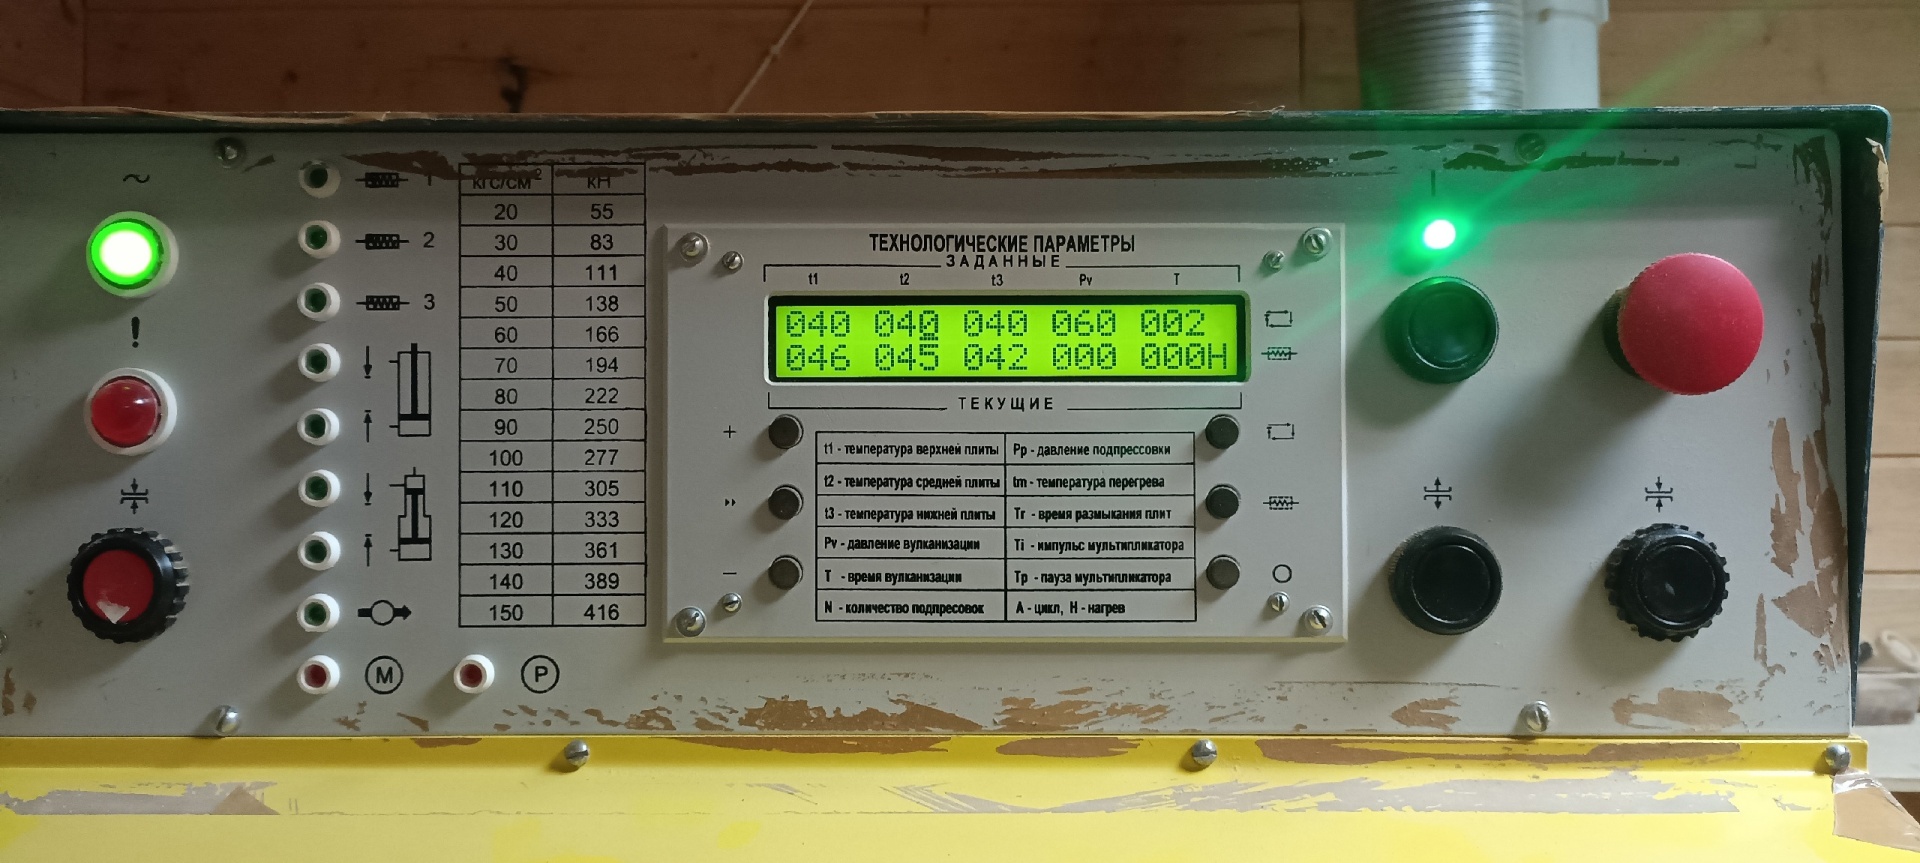 ~
1
2
3
!
кгс/см² кН
20 55
30 83
40 111
50 138
60 166
70 194
80 222
90 250
100 277
110 305
120 333
130 361
140 389
150 416
M
P
ТЕХНОЛОГИЧЕСКИЕ ПАРАМЕТРЫ
ЗАДАННЫЕ
t1 t2 t3 Pv T
040 040 040 060 002
046 045 042 000 000Н
ТЕКУЩИЕ
+
−
t1 - температура верхней плиты Pp - давление подпрессовки
t2 - температура средней плиты tm - температура перегрева
t3 - температура нижней плиты Tr - время размыкания плит
Pv - давление вулканизации Ti - импульс мультипликатора
T - время вулканизации Tp - пауза мультипликатора
N - количество подпресовок А - цикл, Н - нагрев
I